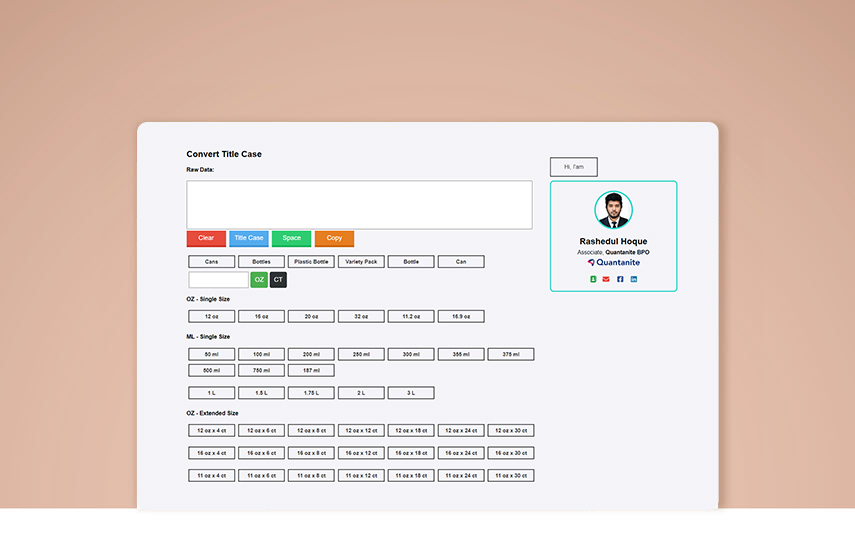 Convert Title Case
Raw Data:
Clear Title Case Space Copy
Cans Bottles Plastic Bottle Variety Pack Bottle Can
OZ CT
OZ - Single Size
12 oz 16 oz 20 oz 32 oz 11.2 oz 16.9 oz
ML - Single Size
50 ml 100 ml 200 ml 250 ml 300 ml 355 ml 375 ml
500 ml 750 ml 187 ml
1 L 1.5 L 1.75 L 2 L 3 L
OZ - Extended Size
12 oz x 4 ct 12 oz x 6 ct 12 oz x 8 ct 12 oz x 12 ct 12 oz x 18 ct 12 oz x 24 ct 12 oz x 30 ct
16 oz x 4 ct 16 oz x 6 ct 16 oz x 8 ct 16 oz x 12 ct 16 oz x 18 ct 16 oz x 24 ct 16 oz x 30 ct
11 oz x 4 ct 11 oz x 6 ct 11 oz x 8 ct 11 oz x 12 ct 11 oz x 18 ct 11 oz x 24 ct 11 oz x 30 ct
Hi, I'am
Rashedul Hoque
Associate, Quantanite BPO
Quantanite